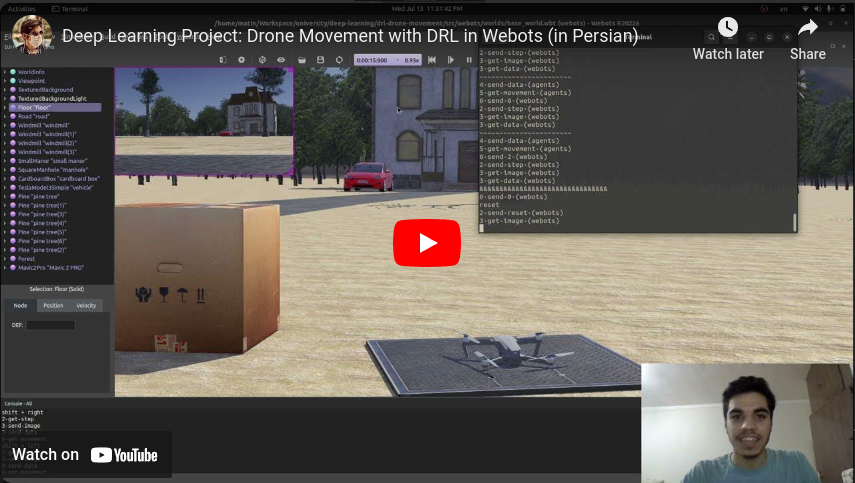 Activities
Terminal
Wed Jul 13 11:31:42 PM
en
/home/matin/Workspace/university/deep-learning/drl-drone-movement/src/webots/worlds/base_world.wbt (webots) - Webots R2022a
Deep Learning Project: Drone Movement with DRL in Webots (in Persian)
Watch later
Share
0:00:15:600 - 0.95x
WorldInfo
Viewpoint
TexturedBackground
TexturedBackgroundLight
Floor "floor"
Road "road"
Windmill "windmill"
Windmill "windmill(1)"
Windmill "windmill(2)"
Windmill "windmill(3)"
SmallManor "small manor"
SquareManhole "manhole"
CardboardBox "cardboard box"
TeslaModel3Simple "vehicle"
Pine "pine tree"
Pine "pine tree(1)"
Pine "pine tree(3)"
Pine "pine tree(4)"
Pine "pine tree(5)"
Pine "pine tree(6)"
Pine "pine tree(2)"
Forest
Mavic2Pro "Mavic 2 PRO"
Selection: Floor (Solid)
Node
Position
Velocity
DEF:
2-send-step-(webots)
3-get-image-(webots)
3-get-data-(webots)
-----------------------
4-send-data-(agents)
5-get-movement-(agents)
6-send-6-(webots)
2-send-step-(webots)
3-get-image-(webots)
3-get-data-(webots)
-----------------------
4-send-data-(agents)
5-get-movement-(agents)
6-send-2-(webots)
2-send-step-(webots)
3-get-image-(webots)
3-get-data-(webots)
&&&&&&&&&&&&&&&&&&&&&&&&&&&&&&&&
6-send-0-(webots)
reset
2-send-reset-(webots)
3-get-image-(webots)
Console - All
shift + right
2-get-step
3-send-image
Watch on YouTube